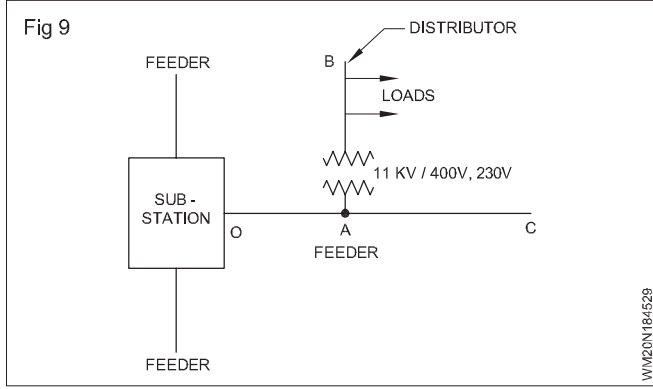 Fig 9
DISTRIBUTOR
FEEDER
B
LOADS
11 KV / 400V, 230V
SUB -
STATION
O
A
C
FEEDER
FEEDER
WM20N184529